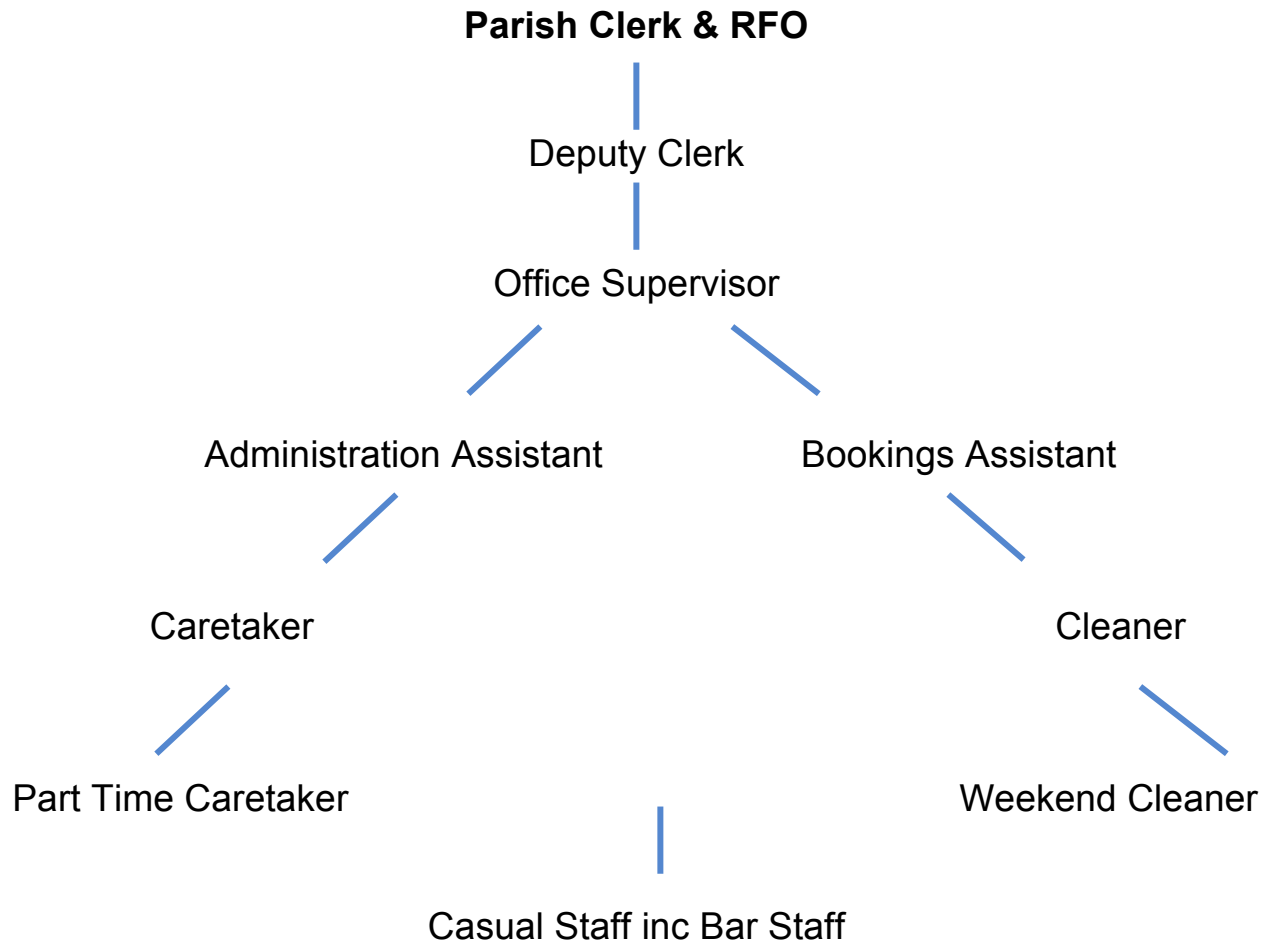 Parish Clerk & RFO
Deputy Clerk
Office Supervisor
Administration Assistant
Bookings Assistant
Caretaker
Cleaner
Part Time Caretaker
Weekend Cleaner
Casual Staff inc Bar Staff